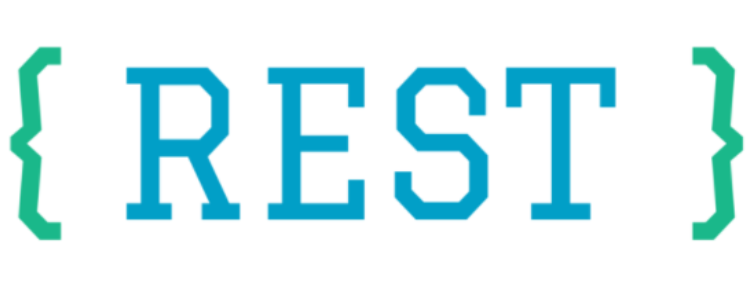 { REST }